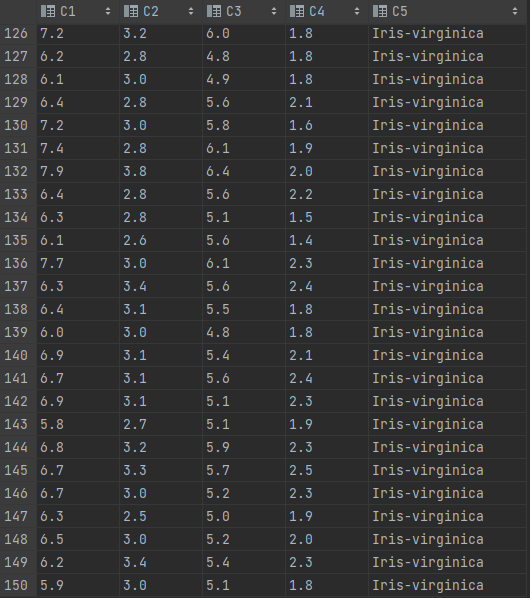 C1 C2 C3 C4 C5
126 7.2 3.2 6.0 1.8 Iris-virginica
127 6.2 2.8 4.8 1.8 Iris-virginica
128 6.1 3.0 4.9 1.8 Iris-virginica
129 6.4 2.8 5.6 2.1 Iris-virginica
130 7.2 3.0 5.8 1.6 Iris-virginica
131 7.4 2.8 6.1 1.9 Iris-virginica
132 7.9 3.8 6.4 2.0 Iris-virginica
133 6.4 2.8 5.6 2.2 Iris-virginica
134 6.3 2.8 5.1 1.5 Iris-virginica
135 6.1 2.6 5.6 1.4 Iris-virginica
136 7.7 3.0 6.1 2.3 Iris-virginica
137 6.3 3.4 5.6 2.4 Iris-virginica
138 6.4 3.1 5.5 1.8 Iris-virginica
139 6.0 3.0 4.8 1.8 Iris-virginica
140 6.9 3.1 5.4 2.1 Iris-virginica
141 6.7 3.1 5.6 2.4 Iris-virginica
142 6.9 3.1 5.1 2.3 Iris-virginica
143 5.8 2.7 5.1 1.9 Iris-virginica
144 6.8 3.2 5.9 2.3 Iris-virginica
145 6.7 3.3 5.7 2.5 Iris-virginica
146 6.7 3.0 5.2 2.3 Iris-virginica
147 6.3 2.5 5.0 1.9 Iris-virginica
148 6.5 3.0 5.2 2.0 Iris-virginica
149 6.2 3.4 5.4 2.3 Iris-virginica
150 5.9 3.0 5.1 1.8 Iris-virginica